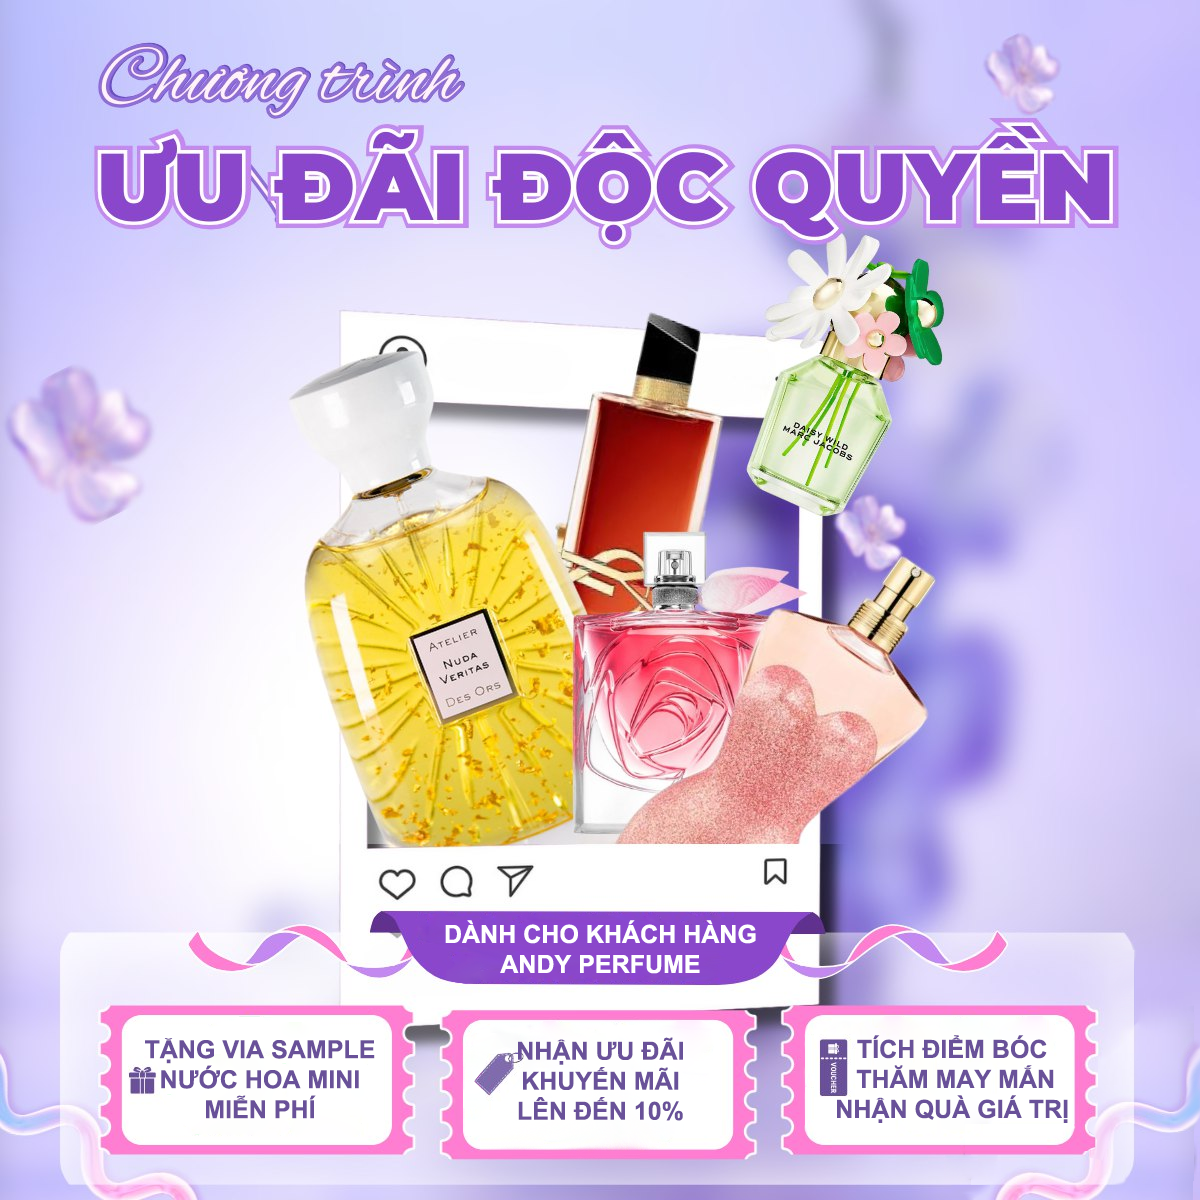 Chương trình
ƯU ĐÃI ĐỘC QUYỀN
DAISY WILD
MARC JACOBS
ATELIER
NUDA
VERITAS
DES ORS
DÀNH CHO KHÁCH HÀNG
ANDY PERFUME
TẶNG VIA SAMPLE
NƯỚC HOA MINI
MIỄN PHÍ
NHẬN ƯU ĐÃI
KHUYẾN MÃI
LÊN ĐẾN 10%
VOUCHER
TÍCH ĐIỂM BÓC
THĂM MAY MẮN
NHẬN QUÀ GIÁ TRỊ